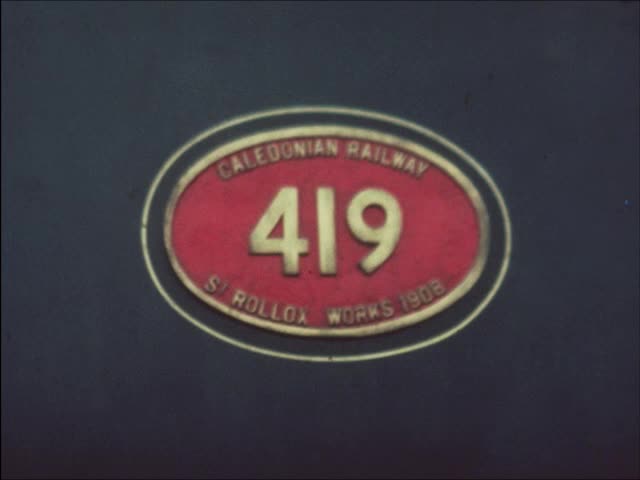 CALEDONIAN RAILWAY
419
ST ROLLOX WORKS 1908